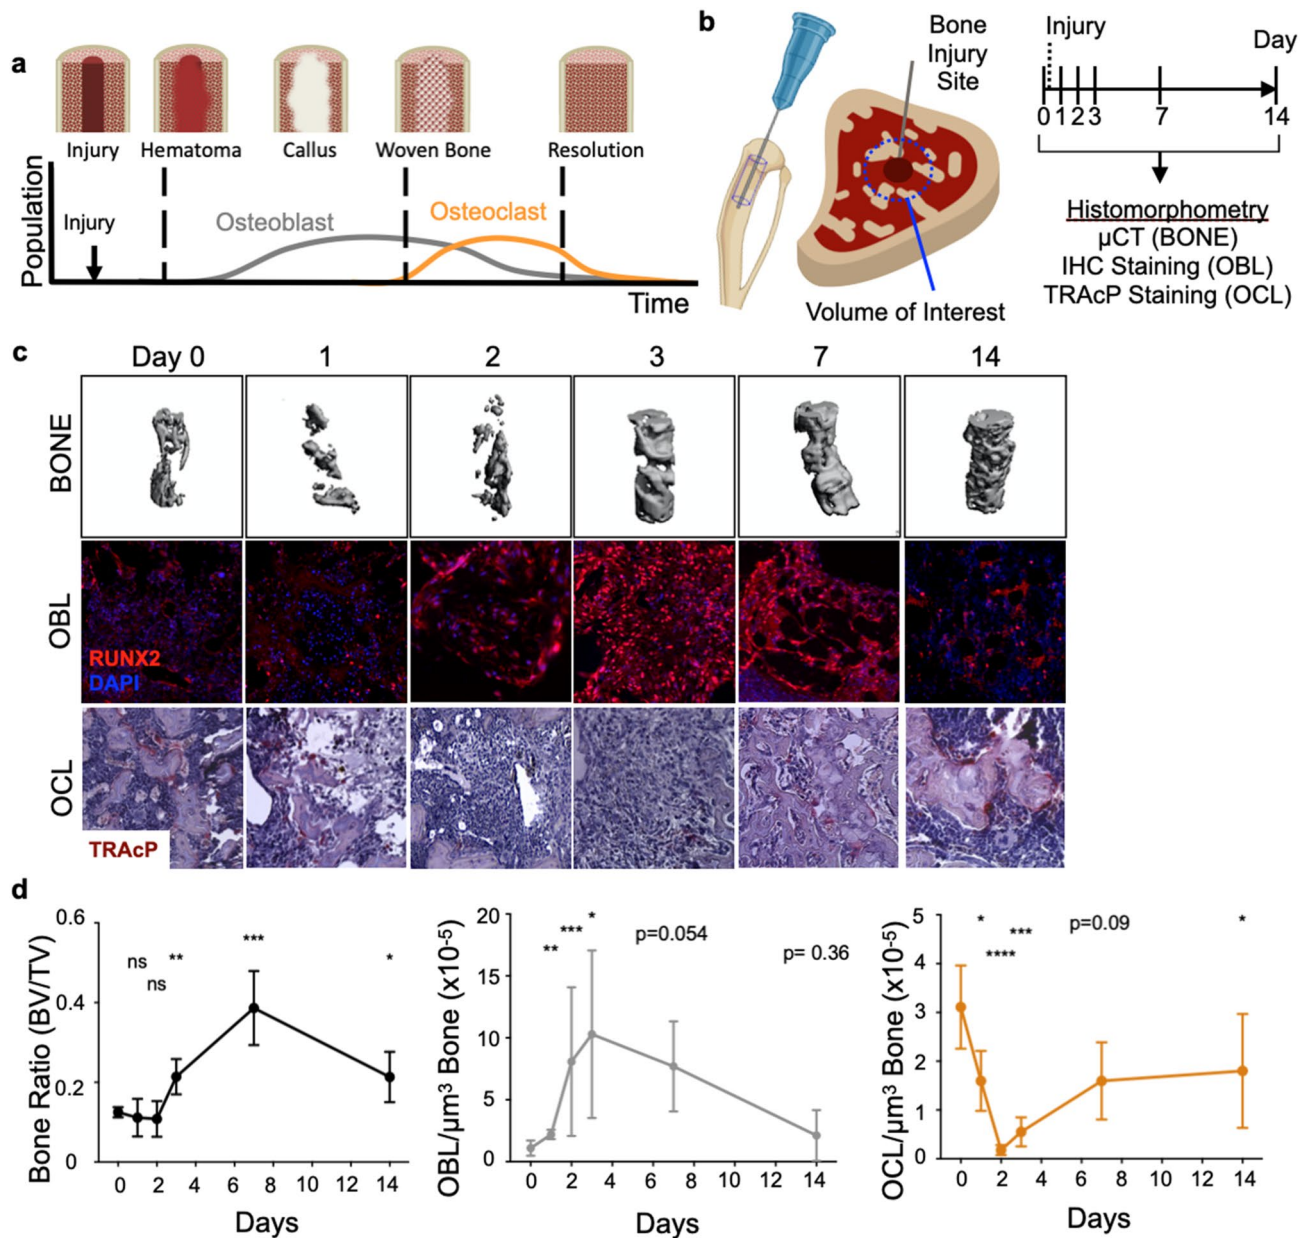 a
Injury Hematoma Callus Woven Bone Resolution
Population
Injury
Osteoblast
Osteoclast
Time
b
Bone
Injury
Site
Volume of Interest
Injury
Day
0 1 2 3 7 14
Histomorphometry
µCT (BONE)
IHC Staining (OBL)
TRAcP Staining (OCL)
c
Day 0 1 2 3 7 14
BONE
OBL
RUNX2
DAPI
OCL
TRAcP
d
Bone Ratio (BV/TV)
0.6
0.4
0.2
0
ns
ns
**
***
*
0 2 4 6 8 10 12 14
Days
OBL/µm³ Bone (x10⁻⁵)
20
15
10
5
0
**
***
*
p=0.054
p= 0.36
0 2 4 6 8 10 12 14
Days
OCL/µm³ Bone (x10⁻⁵)
5
4
3
2
1
0
*
****
***
p=0.09
*
0 2 4 6 8 10 12 14
Days